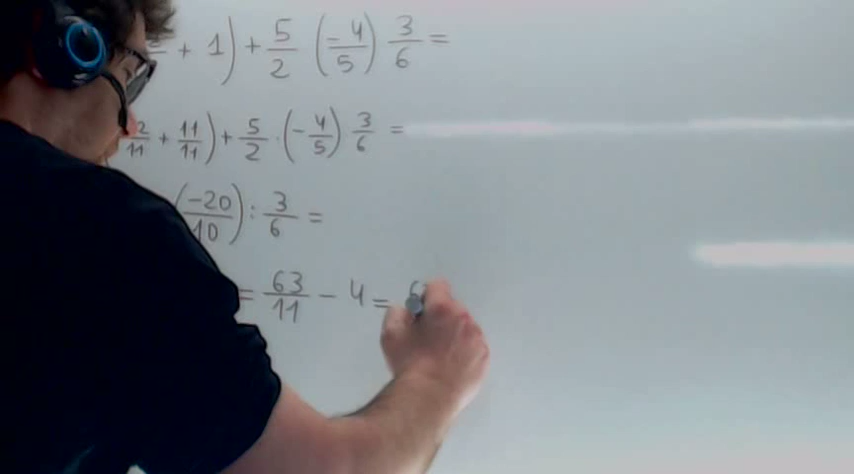 + 1) + 5/2 (-4/5) 3/6 =
2/11 + 11/11) + 5/2 · (-4/5) 3/6 =
(-20/10) : 3/6 =
= 63/11 - 4 = 6